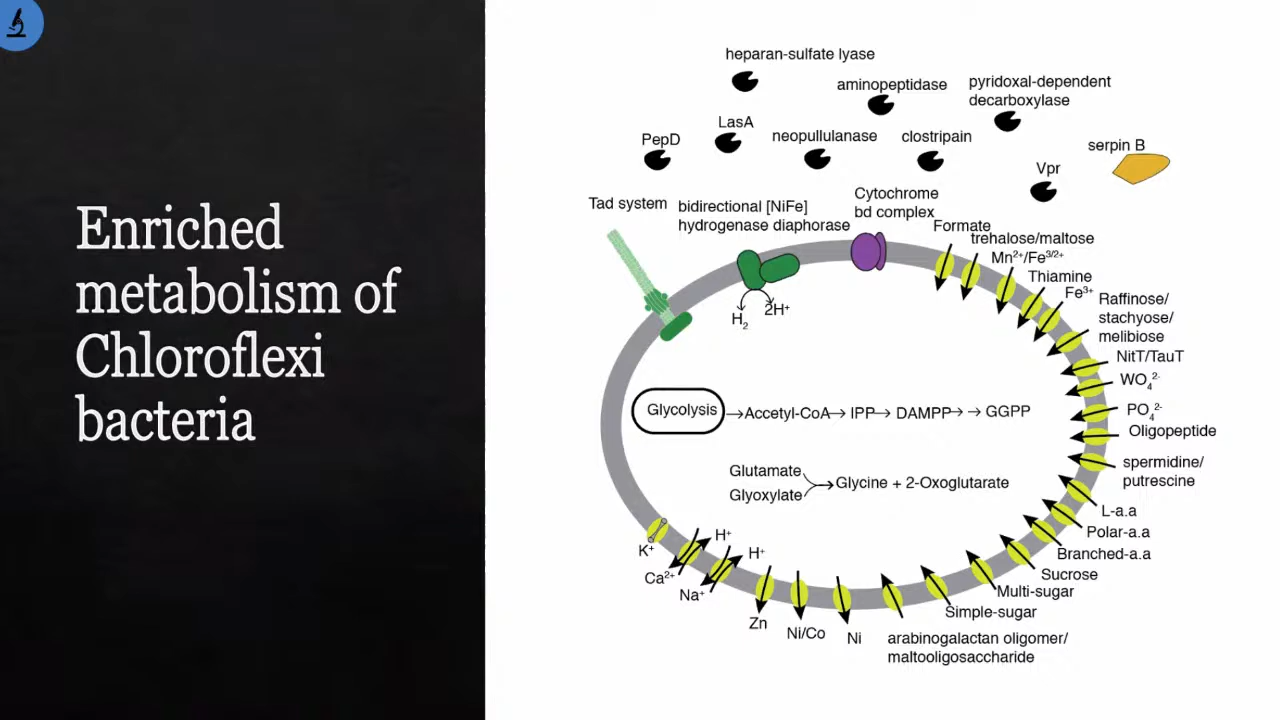 Enriched
metabolism of
Chloroflexi
bacteria
heparan-sulfate lyase
aminopeptidase
pyridoxal-dependent
decarboxylase
LasA
PepD
neopullulanase
clostripain
serpin B
Vpr
Tad system
bidirectional [NiFe]
hydrogenase diaphorase
Cytochrome
bd complex
Formate
trehalose/maltose
Mn²⁺/Fe³/²⁺
Thiamine
Fe³⁺
Raffinose/
stachyose/
melibiose
NitT/TauT
WO₄²⁻
PO₄²⁻
Oligopeptide
spermidine/
putrescine
L-a.a
Polar-a.a
Branched-a.a
Sucrose
Multi-sugar
Simple-sugar
arabinogalactan oligomer/
maltooligosaccharide
H₂
2H⁺
Glycolysis →Accetyl-CoA→ IPP→ DAMPP→ → GGPP
Glutamate
Glyoxylate
→Glycine + 2-Oxoglutarate
K⁺
Ca²⁺
H⁺
Na⁺
H⁺
Zn
Ni/Co
Ni